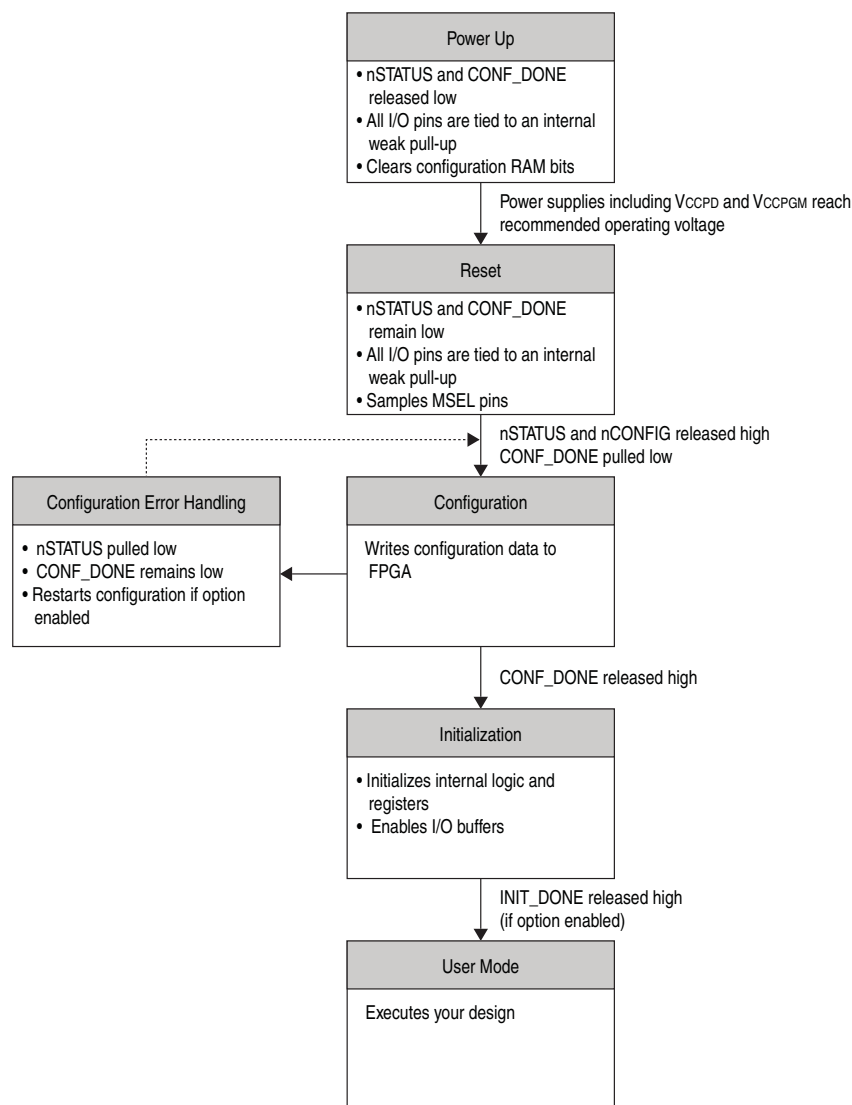 Power Up
• nSTATUS and CONF_DONE
released low
• All I/O pins are tied to an internal
weak pull-up
• Clears configuration RAM bits
Power supplies including VCCPD and VCCPGM reach
recommended operating voltage
Reset
• nSTATUS and CONF_DONE
remain low
• All I/O pins are tied to an internal
weak pull-up
• Samples MSEL pins
nSTATUS and nCONFIG released high
CONF_DONE pulled low
Configuration Error Handling
• nSTATUS pulled low
• CONF_DONE remains low
• Restarts configuration if option
enabled
Configuration
Writes configuration data to
FPGA
CONF_DONE released high
Initialization
• Initializes internal logic and
registers
• Enables I/O buffers
INIT_DONE released high
(if option enabled)
User Mode
Executes your design